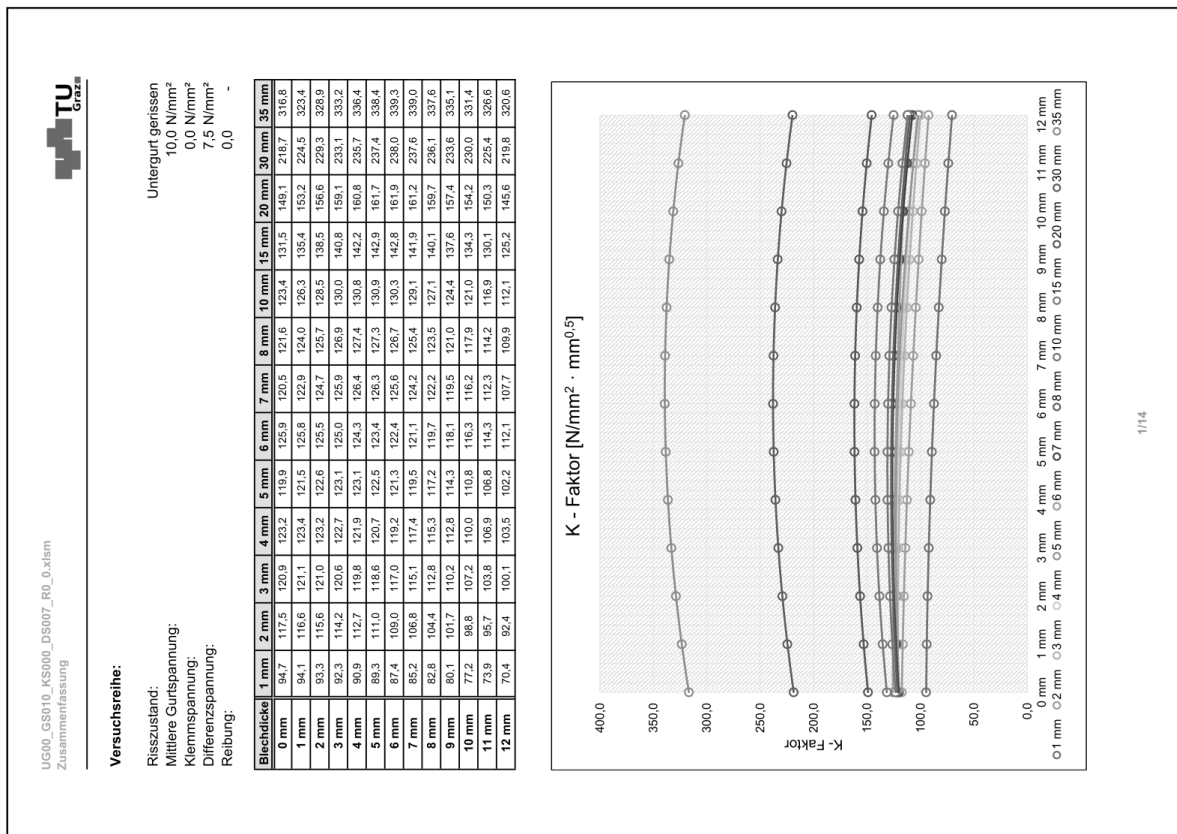 UG00_GS010_KS000_DS007_R0_0.xlsm
Zusammenfassung
TU
Graz
Versuchsreihe:
Risszustand: Untergurt gerissen
Mittlere Gurtspannung: 10,0 N/mm²
Klemmspannung: 0,0 N/mm²
Differenzspannung: 7,5 N/mm²
Reibung: 0,0 -
Blechdicke 1 mm 2 mm 3 mm 4 mm 5 mm 6 mm 7 mm 8 mm 10 mm 15 mm 20 mm 30 mm 35 mm
0 mm 94,7 117,5 120,9 123,2 119,9 125,9 120,5 121,6 123,4 131,5 149,1 218,7 316,8
1 mm 94,1 116,6 121,1 123,4 121,5 125,8 122,9 124,0 126,3 135,4 153,2 224,5 323,4
2 mm 93,3 115,6 121,0 123,2 122,6 125,5 124,7 125,7 128,5 138,5 156,6 229,3 328,9
3 mm 92,3 114,2 120,6 122,7 123,1 125,0 125,9 126,9 130,0 140,8 159,1 233,1 333,2
4 mm 90,9 112,7 119,8 121,9 123,1 124,3 126,4 127,4 130,8 142,2 160,8 235,7 336,4
5 mm 89,3 111,0 118,6 120,7 122,5 123,4 126,3 127,3 130,9 142,9 161,7 237,4 338,4
6 mm 87,4 109,0 117,0 119,2 121,3 122,4 125,6 126,7 130,3 142,8 161,9 238,0 339,3
7 mm 85,2 106,8 115,1 117,4 119,5 121,1 124,2 125,4 129,1 141,9 161,2 237,6 339,0
8 mm 82,8 104,4 112,8 115,3 117,2 119,7 122,2 123,5 127,1 140,1 159,7 236,1 337,6
9 mm 80,1 101,7 110,2 112,8 114,3 118,1 119,5 121,0 124,4 137,6 157,4 233,6 335,1
10 mm 77,2 98,8 107,2 110,0 110,8 116,3 116,2 117,9 121,0 134,3 154,2 230,0 331,4
11 mm 73,9 95,7 103,8 106,9 106,8 114,3 112,3 114,2 116,9 130,1 150,3 225,4 326,6
12 mm 70,4 92,4 100,1 103,5 102,2 112,1 107,7 109,9 112,1 125,2 145,6 219,8 320,6
K - Faktor [N/mm² · mm^0,5]
K - Faktor
400,0
350,0
300,0
250,0
200,0
150,0
100,0
50,0
0,0
0 mm 1 mm 2 mm 3 mm 4 mm 5 mm 6 mm 7 mm 8 mm 9 mm 10 mm 11 mm 12 mm
1 mm 2 mm 3 mm 4 mm 5 mm 6 mm 7 mm 8 mm 10 mm 15 mm 20 mm 30 mm 35 mm
1/14